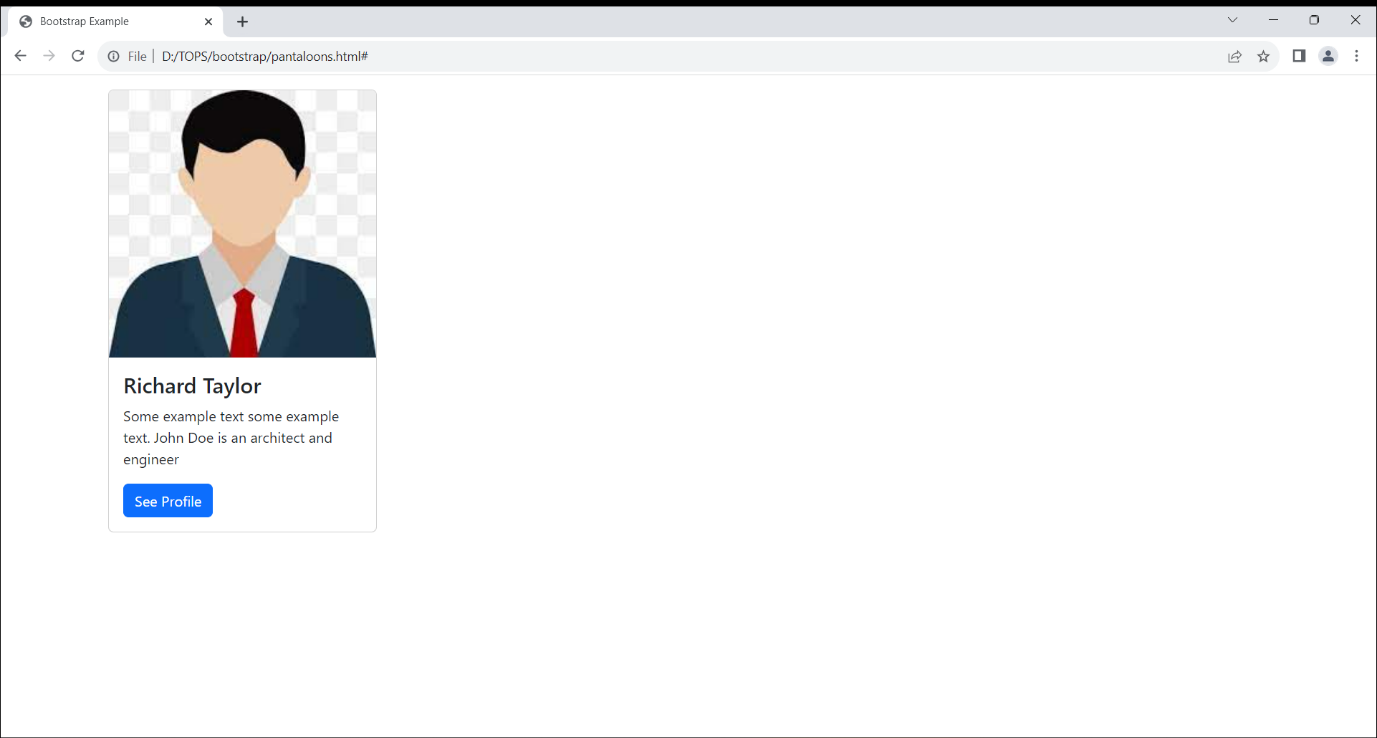 Bootstrap Example
File
D:/TOPS/bootstrap/pantaloons.html#
Richard Taylor
Some example text some example
text. John Doe is an architect and
engineer
See Profile